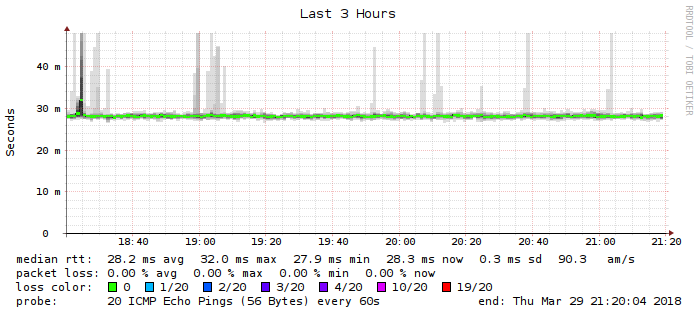 Last 3 Hours
RRDTOOL / TOBI OETIKER
Seconds
40 m
30 m
20 m
10 m
0
18:40 19:00 19:20 19:40 20:00 20:20 20:40 21:00 21:20
median rtt: 28.2 ms avg 32.0 ms max 27.9 ms min 28.3 ms now 0.3 ms sd 90.3 am/s
packet loss: 0.00 % avg 0.00 % max 0.00 % min 0.00 % now
loss color: 0 1/20 2/20 3/20 4/20 10/20 19/20
probe: 20 ICMP Echo Pings (56 Bytes) every 60s end: Thu Mar 29 21:20:04 2018